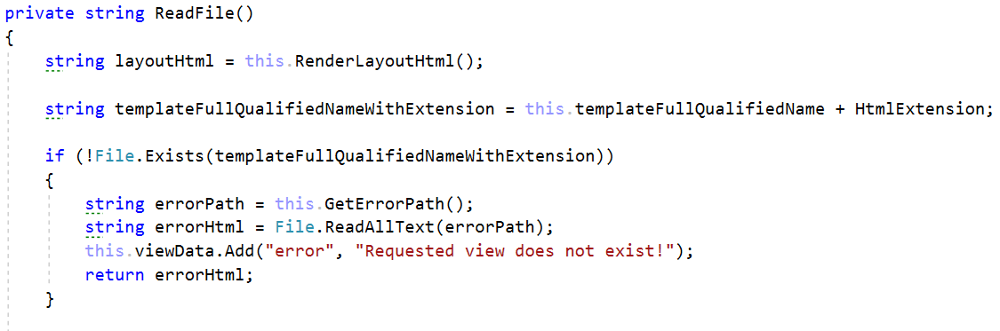 private string ReadFile()
{
    string layoutHtml = this.RenderLayoutHtml();
    string templateFullQualifiedNameWithExtension = this.templateFullQualifiedName + HtmlExtension;
    if (!File.Exists(templateFullQualifiedNameWithExtension))
    {
        string errorPath = this.GetErrorPath();
        string errorHtml = File.ReadAllText(errorPath);
        this.viewData.Add("error", "Requested view does not exist!");
        return errorHtml;
    }